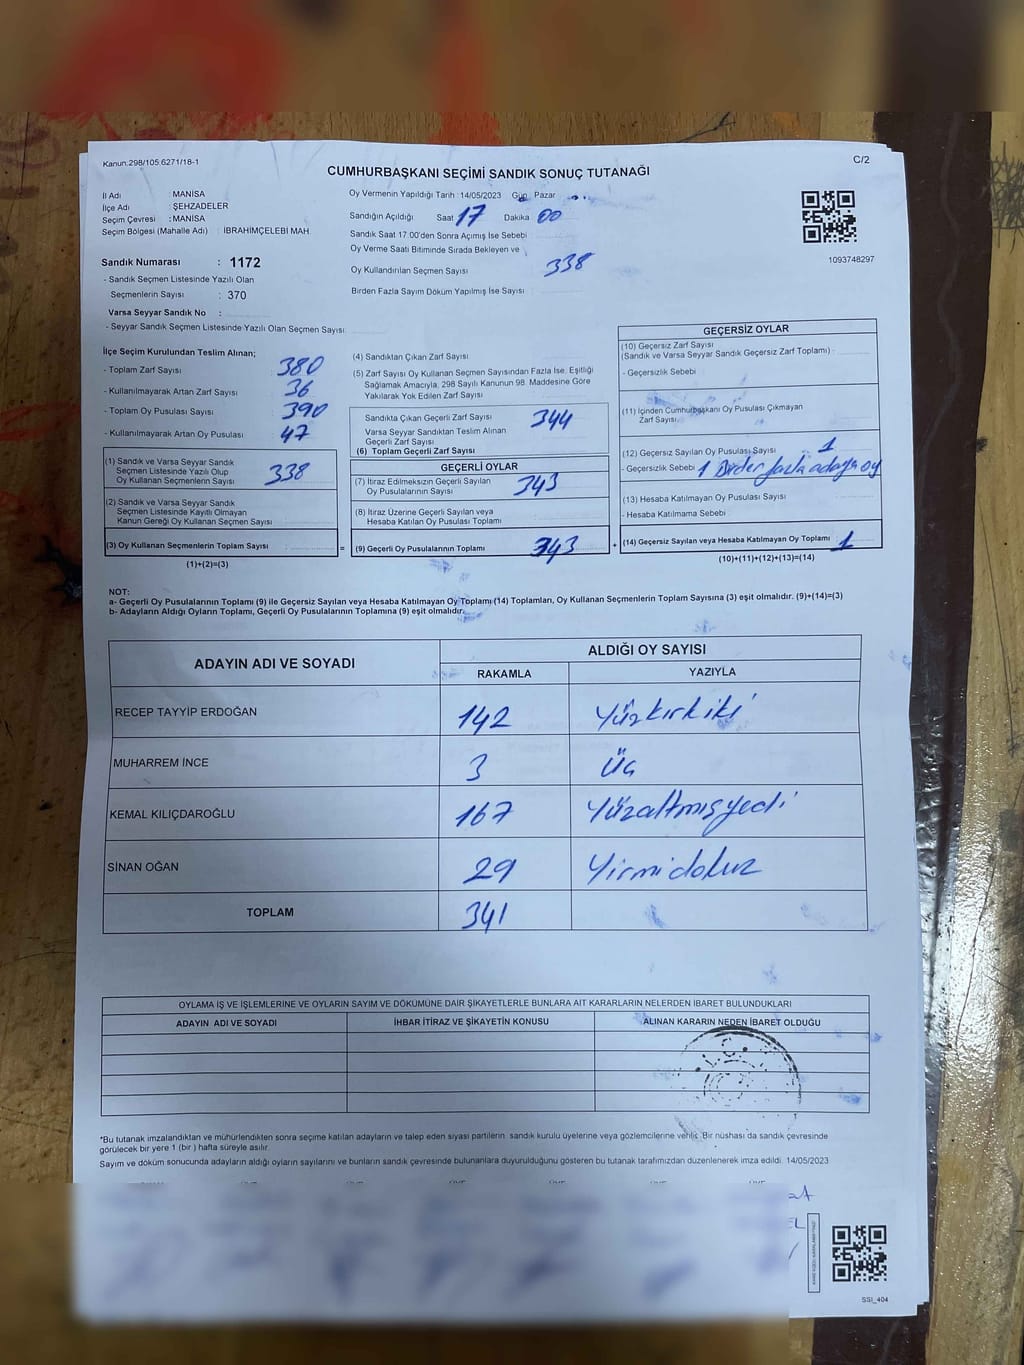 Kanun.298/105 6271/18-1
C/2
CUMHURBAŞKANI SEÇİMİ SANDIK SONUÇ TUTANAĞI
İl Adı : MANİSA
İlçe Adı : ŞEHZADELER
Seçim Çevresi : MANİSA
Seçim Bölgesi (Mahalle Adı) : İBRAHİMÇELEBİ MAH.
Oy Vermenin Yapıldığı Tarih :14/05/2023 Gün Pazar
Sandığın Açıldığı Saat 17 Dakika 00
Sandık Saat 17.00'den Sonra Açımış İse Sebebi
Oy Verme Saati Bitiminde Sırada Bekleyen ve
Oy Kullandırılan Seçmen Sayısı 338
Birden Fazla Sayım Döküm Yapılmış İse Sayısı :
1093748297
Sandık Numarası : 1172
- Sandık Seçmen Listesinde Yazılı Olan
Seçmenlerin Sayısı : 370
Varsa Seyyar Sandık No :
- Seyyar Sandık Seçmen Listesinde Yazılı Olan Seçmen Sayısı:
İlçe Seçim Kurulundan Teslim Alınan;
- Toplam Zarf Sayısı 380
- Kullanılmayarak Artan Zarf Sayısı 36
- Toplam Oy Pusulası Sayısı 390
- Kullanılmayarak Artan Oy Pusulası 47
(1) Sandık ve Varsa Seyyar Sandık
Seçmen Listesinde Yazılı Olup
Oy Kullanan Seçmenlerin Sayısı 338
(2) Sandık ve Varsa Seyyar Sandık
Seçmen Listesinde Kayıtlı Olmayan
Kanun Gereği Oy Kullanan Seçmen Sayısı :
(3) Oy Kullanan Seçmenlerin Toplam Sayısı :
(1)+(2)=(3)
(4) Sandıktan Çıkan Zarf Sayısı
(5) Zarf Sayısı Oy Kullanan Seçmen Sayısından Fazla İse, Eşitliği
Sağlamak Amacıyla, 298 Sayılı Kanunun 98. Maddesine Göre
Yakılarak Yok Edilen Zarf Sayısı
Sandıkta Çıkan Geçerli Zarf Sayısı 344
Varsa Seyyar Sandıktan Teslim Alınan
Geçerli Zarf Sayısı
(6) Toplam Geçerli Zarf Sayısı
GEÇERLİ OYLAR
(7) İtiraz Edilmeksizin Geçerli Sayılan
Oy Pusulalarının Sayısı 343
(8) İtiraz Üzerine Geçerli Sayılan veya
Hesaba Katılan Oy Pusulası Toplamı
= (9) Geçerli Oy Pusulalarının Toplamı 343
GEÇERSİZ OYLAR
(10) Geçersiz Zarf Sayısı
(Sandık ve Varsa Seyyar Sandık Geçersiz Zarf Toplamı) :
- Geçersizlik Sebebi :
(11) İçinden Cumhurbaşkanı Oy Pusulası Çıkmayan
Zarf Sayısı
(12) Geçersiz Sayılan Oy Pusulası Sayısı : 1
- Geçersizlik Sebebi 1 Birden fazla adaya oy
(13) Hesaba Katılmayan Oy Pusulası Sayısı
- Hesaba Katılmama Sebebi
+ (14) Geçersiz Sayılan veya Hesaba Katılmayan Oy Toplamı : 1
(10)+(11)+(12)+(13)=(14)
NOT:
a- Geçerli Oy Pusulalarının Toplamı (9) ile Geçersiz Sayılan veya Hesaba Katılmayan Oy Toplamı (14) Toplamları, Oy Kullanan Seçmenlerin Toplam Sayısına (3) eşit olmalıdır. (9)+(14)=(3)
b- Adayların Aldığı Oyların Toplamı, Geçerli Oy Pusulalarının Toplamına (9) eşit olmalıdır.
ADAYIN ADI VE SOYADI
ALDIĞI OY SAYISI
RAKAMLA YAZIYLA
RECEP TAYYİP ERDOĞAN 142 Yüzkırkiki
MUHARREM İNCE 3 Üç
KEMAL KILIÇDAROĞLU 167 Yüzaltmışyedi
SİNAN OĞAN 29 Yirmidokuz
TOPLAM 341
OYLAMA İŞ VE İŞLEMLERİNE VE OYLARIN SAYIM VE DÖKÜMÜNE DAİR ŞİKAYETLERLE BUNLARA AİT KARARLARIN NELERDEN İBARET BULUNDUKLARI
ADAYIN ADI VE SOYADI İHBAR İTİRAZ VE ŞİKAYETİN KONUSU ALINAN KARARIN NEDEN İBARET OLDUĞU
*Bu tutanak imzalandıktan ve mühürlendikten sonra seçime katılan adayların ve talep eden siyasi partilerin sandık kurulu üyelerine veya gözlemcilerine verilir. Bir nüshası da sandık çevresinde
görülecek bir yere 1 (bir ) hafta süreyle asılır.
Sayım ve döküm sonucunda adayların aldığı oyların sayılarını ve bunların sandık çevresinde bulunanlara duyurulduğunu gösteren bu tutanak tarafımızdan düzenlenerek imza edildi. 14/05/2023
SSI_404